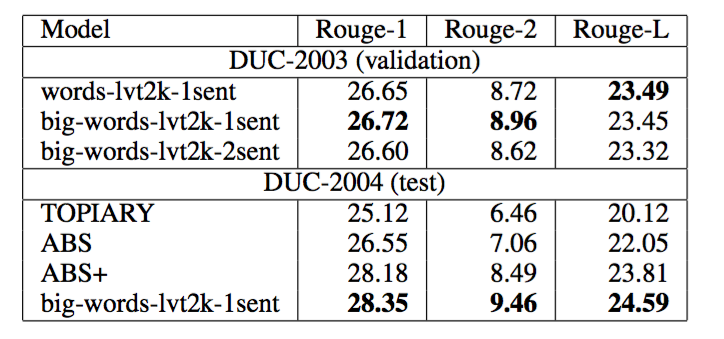 Model Rouge-1 Rouge-2 Rouge-L
DUC-2003 (validation)
words-lvt2k-1sent 26.65 8.72 23.49
big-words-lvt2k-1sent 26.72 8.96 23.45
big-words-lvt2k-2sent 26.60 8.62 23.32
DUC-2004 (test)
TOPIARY 25.12 6.46 20.12
ABS 26.55 7.06 22.05
ABS+ 28.18 8.49 23.81
big-words-lvt2k-1sent 28.35 9.46 24.59